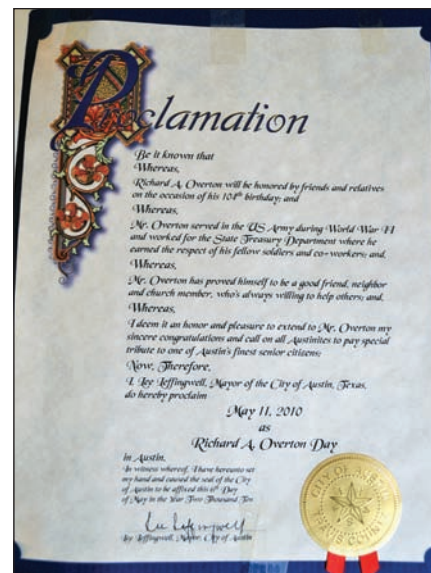 Proclamation
Be it known that
Whereas,
Richard A. Overton will be honored by friends and relatives
on the occasion of his 104th birthday; and
Whereas,
Mr. Overton served in the US Army during World War II
and worked for the State Treasury Department where he
earned the respect of his fellow soldiers and co-workers; and,
Whereas,
Mr. Overton has proved himself to be a good friend, neighbor
and church member, who's always willing to help others; and,
Whereas,
I deem it an honor and pleasure to extend to Mr. Overton my
sincere congratulations and call on all Austinites to pay special
tribute to one of Austin's finest senior citizens;
Now, Therefore,
I, Lee Leffingwell, Mayor of the City of Austin, Texas,
do hereby proclaim
May 11, 2010
as
Richard A. Overton Day
in Austin.
In witness whereof, I have hereunto set
my hand and caused the seal of the City
of Austin to be affixed this Day
of May in the Year Two Thousand Ten
Lee Leffingwell
Lee Leffingwell, Mayor, City of Austin
CITY OF AUSTIN
TRAVIS COUNTY